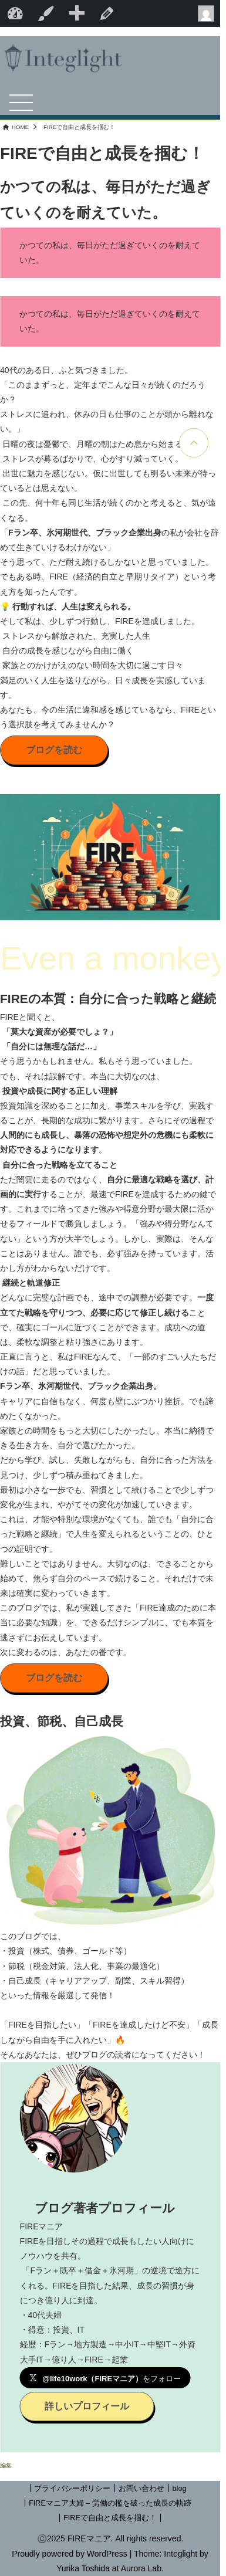 Integlight
HOME > FIREで自由と成長を掴む！
FIREで自由と成長を掴む！
かつての私は、毎日がただ過ぎ
ていくのを耐えていた。
かつての私は、毎日がただ過ぎていくのを耐えて
いた。
かつての私は、毎日がただ過ぎていくのを耐えて
いた。
40代のある日、ふと気づきました。
「このままずっと、定年までこんな日々が続くのだろう
か？
ストレスに追われ、休みの日も仕事のことが頭から離れな
い。」
日曜の夜は憂鬱で、月曜の朝はため息から始まる
ストレスが募るばかりで、心がすり減っていく。
出世に魅力を感じない。仮に出世しても明るい未来が待っ
ているとは思えない。
この先、何十年も同じ生活が続くのかと考えると、気が遠
くなる。
「Fラン卒、氷河期世代、ブラック企業出身の私が会社を辞
めて生きていけるわけがない」
そう思って、ただ耐え続けるしかないと思っていました。
でもある時、FIRE（経済的自立と早期リタイア）という考
え方を知ったんです。
💡 行動すれば、人生は変えられる。
そして私は、少しずつ行動し、FIREを達成しました。
ストレスから解放された、充実した人生
自分の成長を感じながら自由に働く
家族とのかけがえのない時間を大切に過ごす日々
満足のいく人生を送りながら、日々成長を実感していま
す。
あなたも、今の生活に違和感を感じているなら、FIREとい
う選択肢を考えてみませんか？
ブログを読む
FIRE
Even a monkey
FIREの本質：自分に合った戦略と継続
FIREと聞くと、
「莫大な資産が必要でしょ？」
「自分には無理な話だ…」
そう思うかもしれません。私もそう思っていました。
でも、それは誤解です。本当に大切なのは、
投資や成長に関する正しい理解
投資知識を深めることに加え、事業スキルを学び、実践す
ることが、長期的な成功に繋がります。さらにその過程で
人間的にも成長し、暴落の恐怖や想定外の危機にも柔軟に
対応できるようになります。
自分に合った戦略を立てること
ただ闇雲に走るのではなく、自分に最適な戦略を選び、計
画的に実行することが、最速でFIREを達成するための鍵で
す。これまでに培ってきた強みや得意分野が最大限に活か
せるフィールドで勝負しましょう。「強みや得分野なんて
ない」という方が大半でしょう。しかし、実際は、そんな
ことはありません。誰でも、必ず強みを持っています。活
かし方がわからないだけです。
継続と軌道修正
どんなに完璧な計画でも、途中での調整が必要です。一度
立てた戦略を守りつつ、必要に応じて修正し続けること
で、確実にゴールに近づくことができます。成功への道
は、柔軟な調整と粘り強さにあります。
正直に言うと、私はFIREなんて、「一部のすごい人たちだ
けの話」だと思っていました。
Fラン卒、氷河期世代、ブラック企業出身。
キャリアに自信もなく、何度も壁にぶつかり挫折。でも諦
めたくなかった。
家族との時間をもっと大切にしたかったし、本当に納得で
きる生き方を、自分で選びたかった。
だから学び、試し、失敗しながらも、自分に合った方法を
見つけ、少しずつ積み重ねてきました。
最初は小さな一歩でも、習慣として続けることで少しずつ
変化が生まれ、やがてその変化が加速していきます。
これは、才能や特別な環境がなくても、誰でも「自分に合
った戦略と継続」で人生を変えられるということの、ひと
つの証明です。
難しいことではありません。大切なのは、できることから
始めて、焦らず自分のペースで続けること。それだけで未
来は確実に変わっていきます。
このブログでは、私が実践してきた「FIRE達成のために本
当に必要な知識」を、できるだけシンプルに、でも本質を
逃さずにお伝えしています。
次に変わるのは、あなたの番です。
ブログを読む
投資、節税、自己成長
このブログでは、
・投資（株式、債券、ゴールド等）
・節税（税金対策、法人化、事業の最適化）
・自己成長（キャリアアップ、副業、スキル習得）
といった情報を厳選して発信！
「FIREを目指したい」「FIREを達成したけど不安」「成長
しながら自由を手に入れたい」🔥
そんなあなたは、ぜひブログの読者になってください！
ブログ著者プロフィール
FIREマニア
FIREを目指しその過程で成長もしたい人向けに
ノウハウを共有。
「Fラン＋既卒＋借金＋氷河期」の逆境で途方に
くれる。FIREを目指した結果、成長の習慣が身
につき億り人に到達。
・40代夫婦
・得意：投資、IT
経歴：Fラン→地方製造→中小IT→中堅IT→外資
大手IT→億り人→FIRE→起業
𝕏 @life10work（FIREマニア）をフォロー
詳しいプロフィール
編集
| プライバシーポリシー | お問い合わせ | blog
| FIREマニア夫婦 – 労働の檻を破った成長の軌跡
| FIREで自由と成長を掴む！ |
©2025 FIREマニア. All rights reserved.
Powered by WordPress | Theme: Integlight by
Yurika Toshida at Aurora Lab.